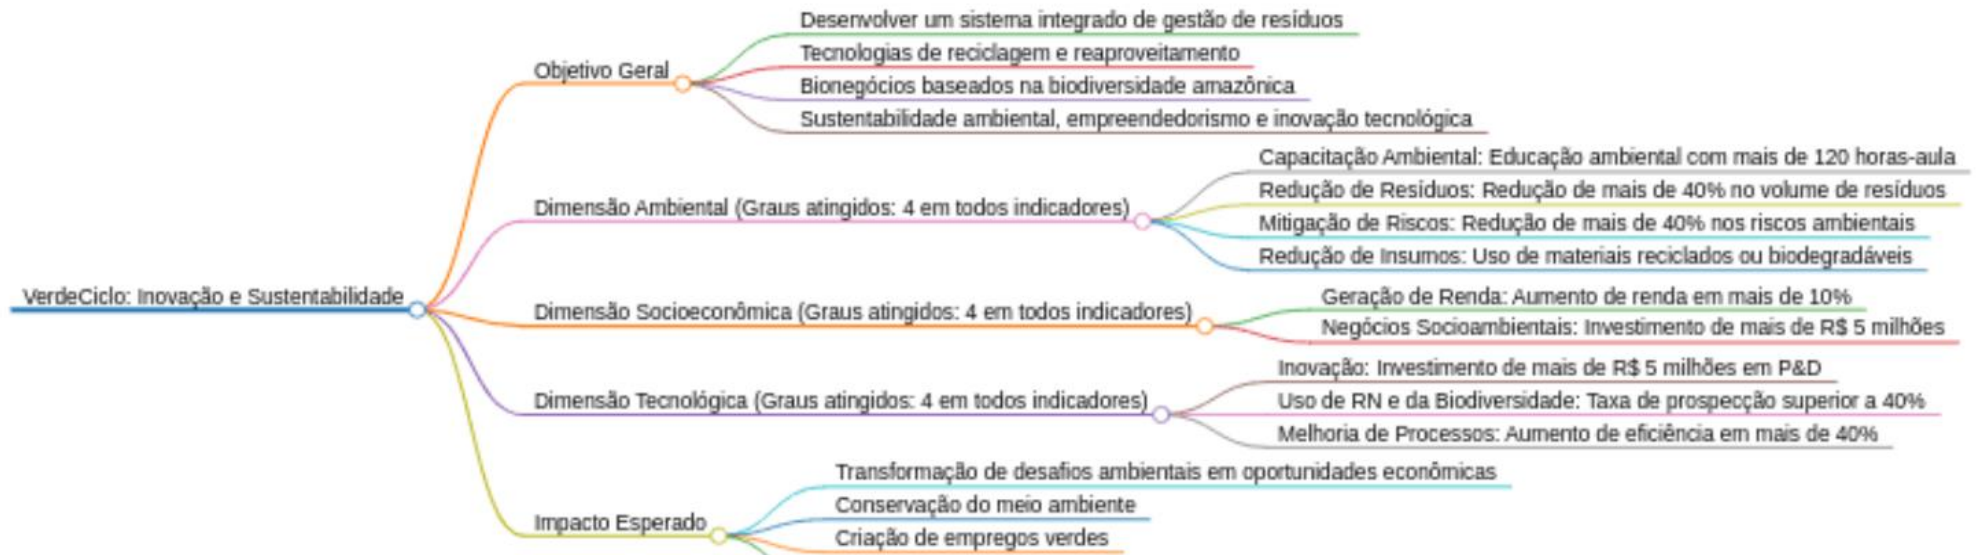 Desenvolver um sistema integrado de gestão de resíduos
Tecnologias de reciclagem e reaproveitamento
Objetivo Geral
Bionegócios baseados na biodiversidade amazônica
Sustentabilidade ambiental, empreendedorismo e inovação tecnológica
Capacitação Ambiental: Educação ambiental com mais de 120 horas-aula
Redução de Resíduos: Redução de mais de 40% no volume de resíduos
Dimensão Ambiental (Graus atingidos: 4 em todos indicadores)
Mitigação de Riscos: Redução de mais de 40% nos riscos ambientais
Redução de Insumos: Uso de materiais reciclados ou biodegradáveis
VerdeCiclo: Inovação e Sustentabilidade
Dimensão Socioeconômica (Graus atingidos: 4 em todos indicadores)
Geração de Renda: Aumento de renda em mais de 10%
Negócios Socioambientais: Investimento de mais de R$ 5 milhões
Dimensão Tecnológica (Graus atingidos: 4 em todos indicadores)
Inovação: Investimento de mais de R$ 5 milhões em P&D
Uso de RN e da Biodiversidade: Taxa de prospecção superior a 40%
Melhoria de Processos: Aumento de eficiência em mais de 40%
Impacto Esperado
Transformação de desafios ambientais em oportunidades econômicas
Conservação do meio ambiente
Criação de empregos verdes